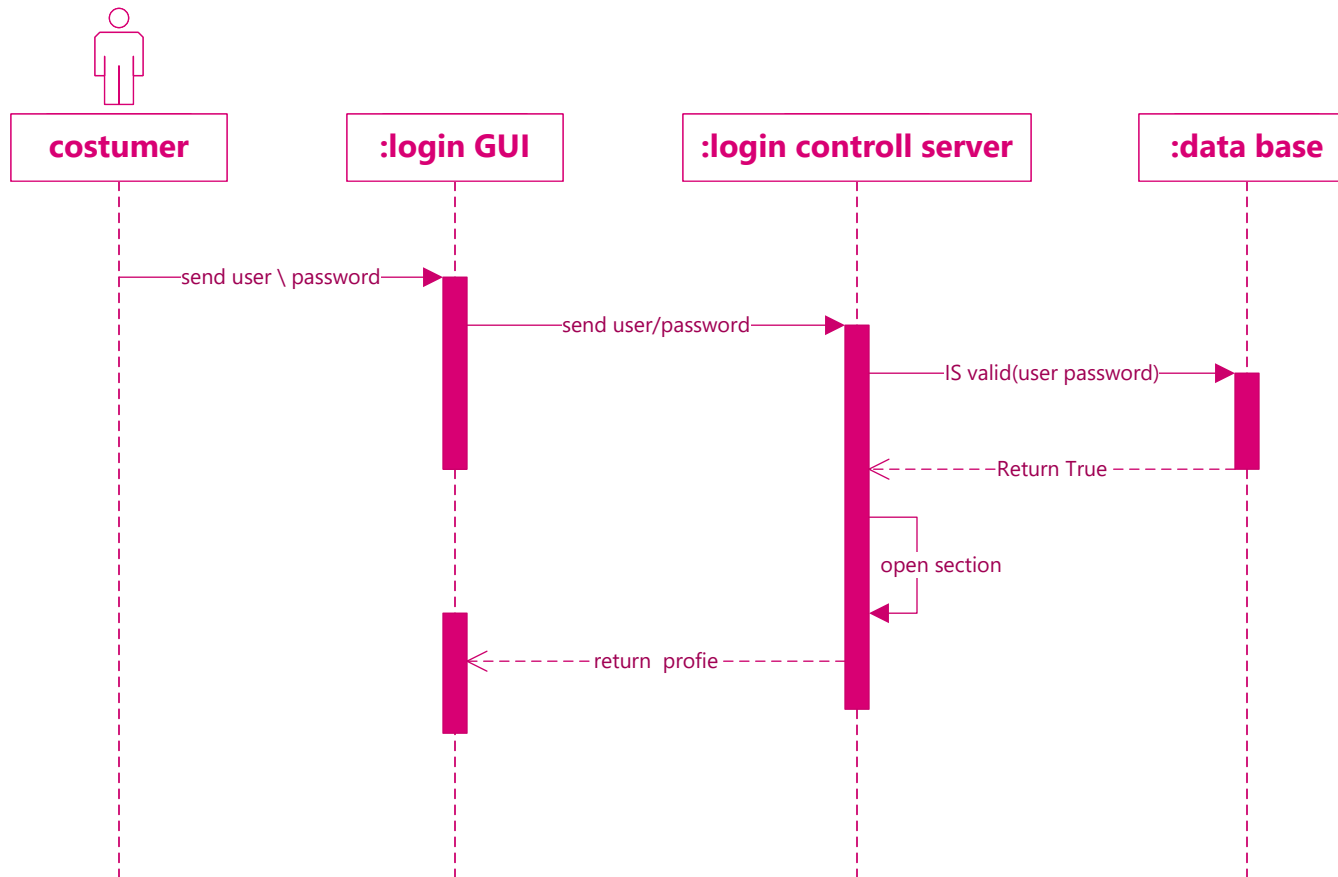 costumer
:login GUI
:login controll server
:data base
send user \ password
send user/password
IS valid(user password)
Return True
open section
return  profie